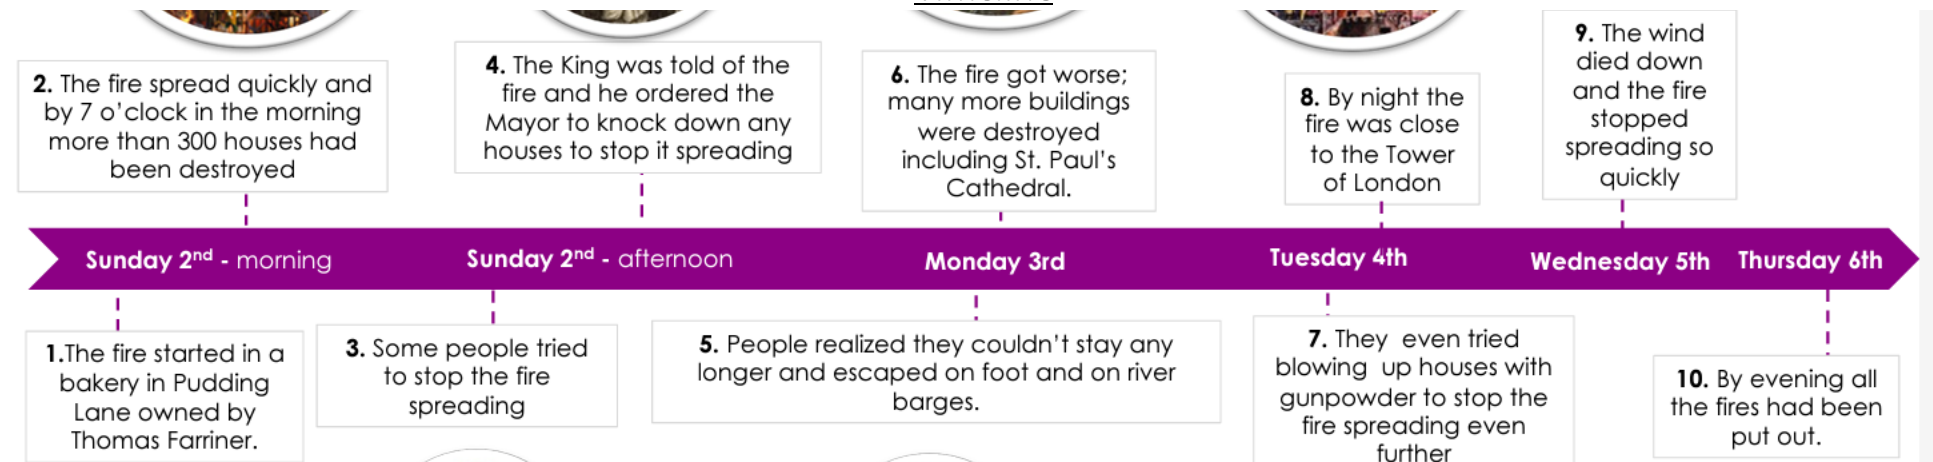 2. The fire spread quickly and
by 7 o'clock in the morning
more than 300 houses had
been destroyed
4. The King was told of the
fire and he ordered the
Mayor to knock down any
houses to stop it spreading
6. The fire got worse;
many more buildings
were destroyed
including St. Paul's
Cathedral.
8. By night the
fire was close
to the Tower
of London
9. The wind
died down
and the fire
stopped
spreading so
quickly
Sunday 2nd - morning
Sunday 2nd - afternoon
Monday 3rd
Tuesday 4th
Wednesday 5th
Thursday 6th
1.The fire started in a
bakery in Pudding
Lane owned by
Thomas Farriner.
3. Some people tried
to stop the fire
spreading
5. People realized they couldn't stay any
longer and escaped on foot and on river
barges.
7. They even tried
blowing up houses with
gunpowder to stop the
fire spreading even
further
10. By evening all
the fires had been
put out.